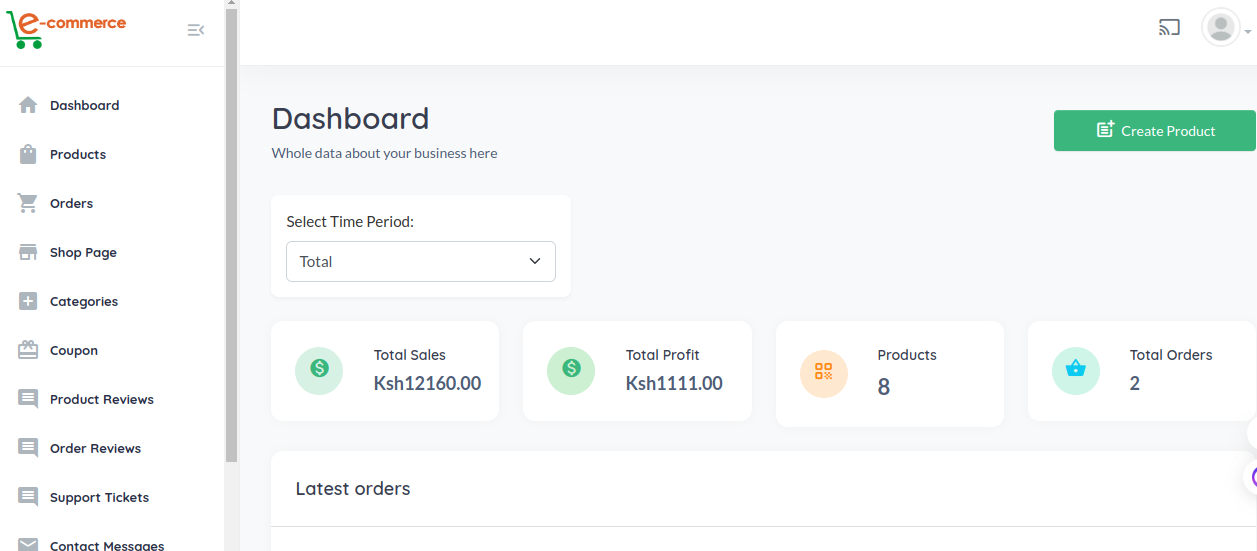 e-commerce
Dashboard
Products
Orders
Shop Page
Categories
Coupon
Product Reviews
Order Reviews
Support Tickets
Contact Messages
Dashboard
Whole data about your business here
Create Product
Select Time Period:
Total
Total Sales
Ksh12160.00
Total Profit
Ksh1111.00
Products
8
Total Orders
2
Latest orders